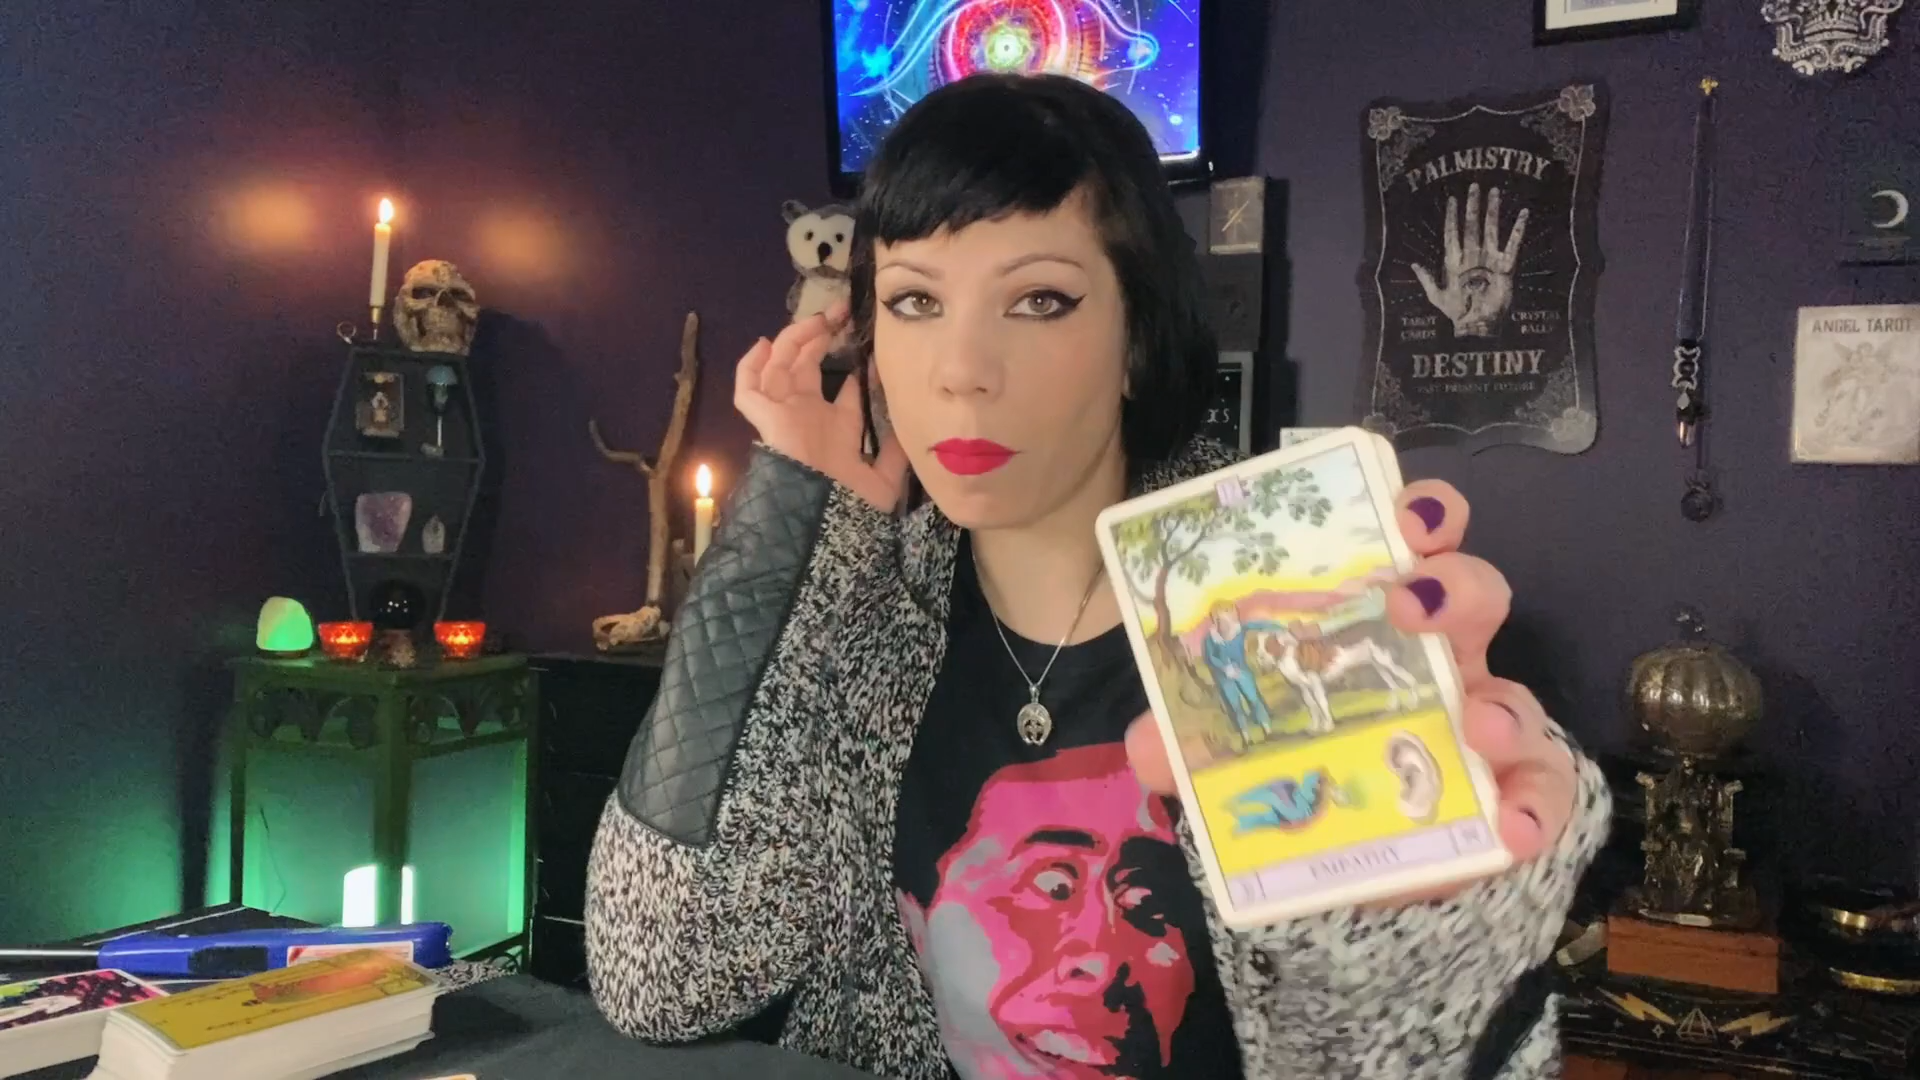 PALMISTRY
TAROT
CARDS
CRYSTAL
BALLS
DESTINY
PAST PRESENT FUTURE
ANGEL TAROT
EMPATHY